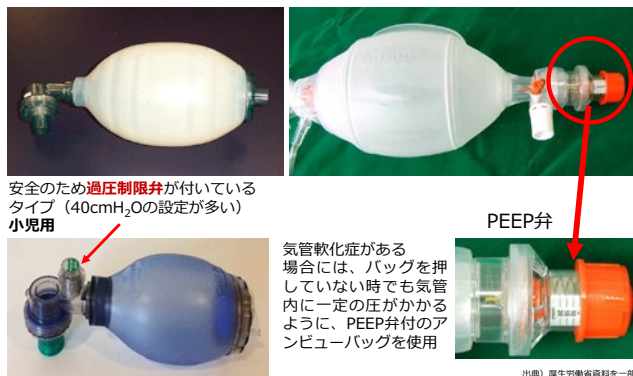 安全のため過圧制限弁が付いている
タイプ（40cmH₂Oの設定が多い）
小児用
PEEP弁
気管軟化症がある
場合には、バッグを押
していない時でも気管
内に一定の圧がかかる
ように、PEEP弁付のア
ンビューバッグを使用
出典）厚生労働省資料を一部